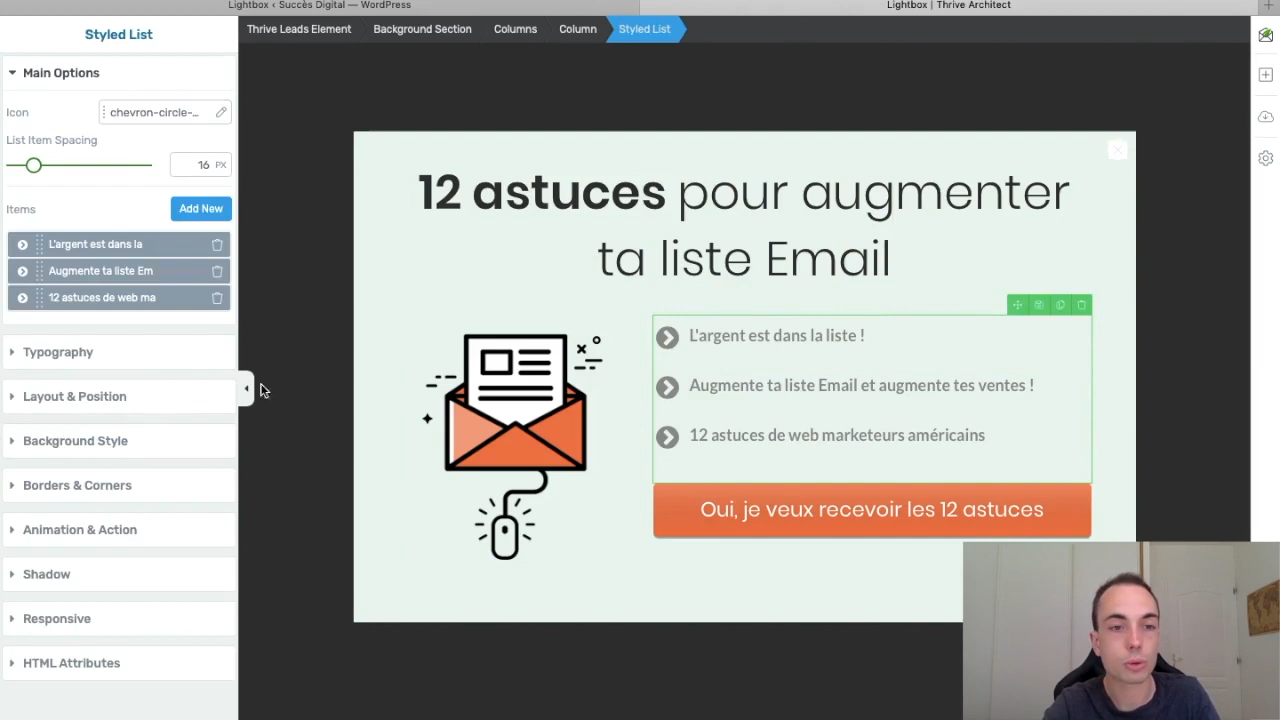 Lightbox ‹ Succès Digital — WordPress
Lightbox | Thrive Architect
Styled List
Thrive Leads Element
Background Section
Columns
Column
Styled List
Main Options
Icon
chevron-circle-...
List Item Spacing
16 PX
Items
Add New
L'argent est dans la
Augmente ta liste Em
12 astuces de web ma
Typography
Layout & Position
Background Style
Borders & Corners
Animation & Action
Shadow
Responsive
HTML Attributes
12 astuces pour augmenter
ta liste Email
L'argent est dans la liste !
Augmente ta liste Email et augmente tes ventes !
12 astuces de web marketeurs américains
Oui, je veux recevoir les 12 astuces